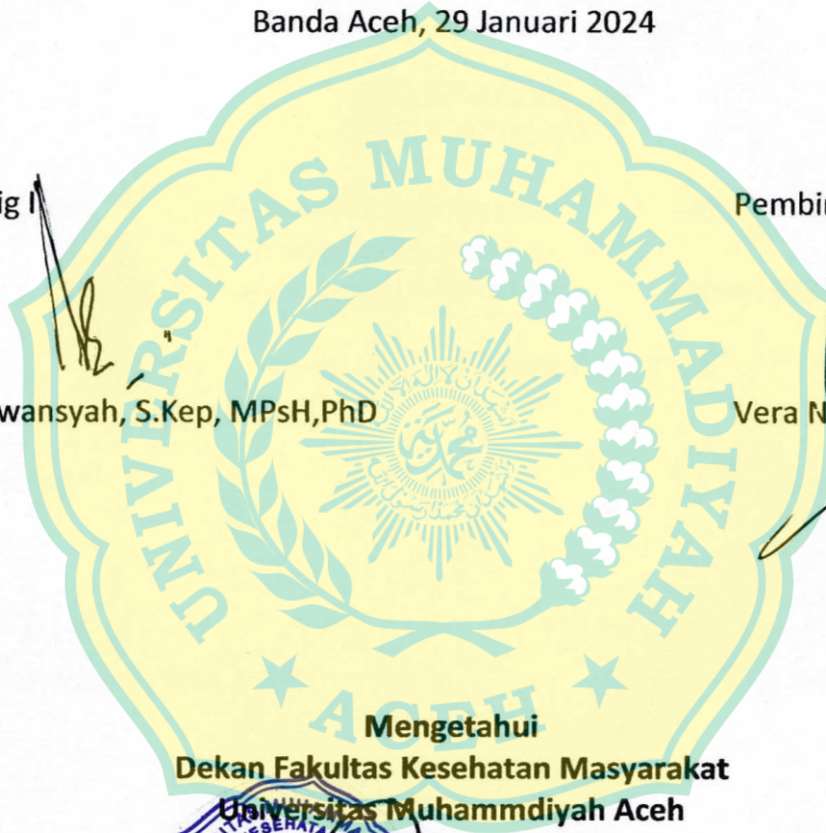 Banda Aceh, 29 Januari 2024
UNIVERSITAS MUHAMMADIYAH
ig I
Pembi
wansyah, S.Kep, MPsH,PhD
Vera N
ACEH
Mengetahui
Dekan Fakultas Kesehatan Masyarakat
Universitas Muhammdiyah Aceh